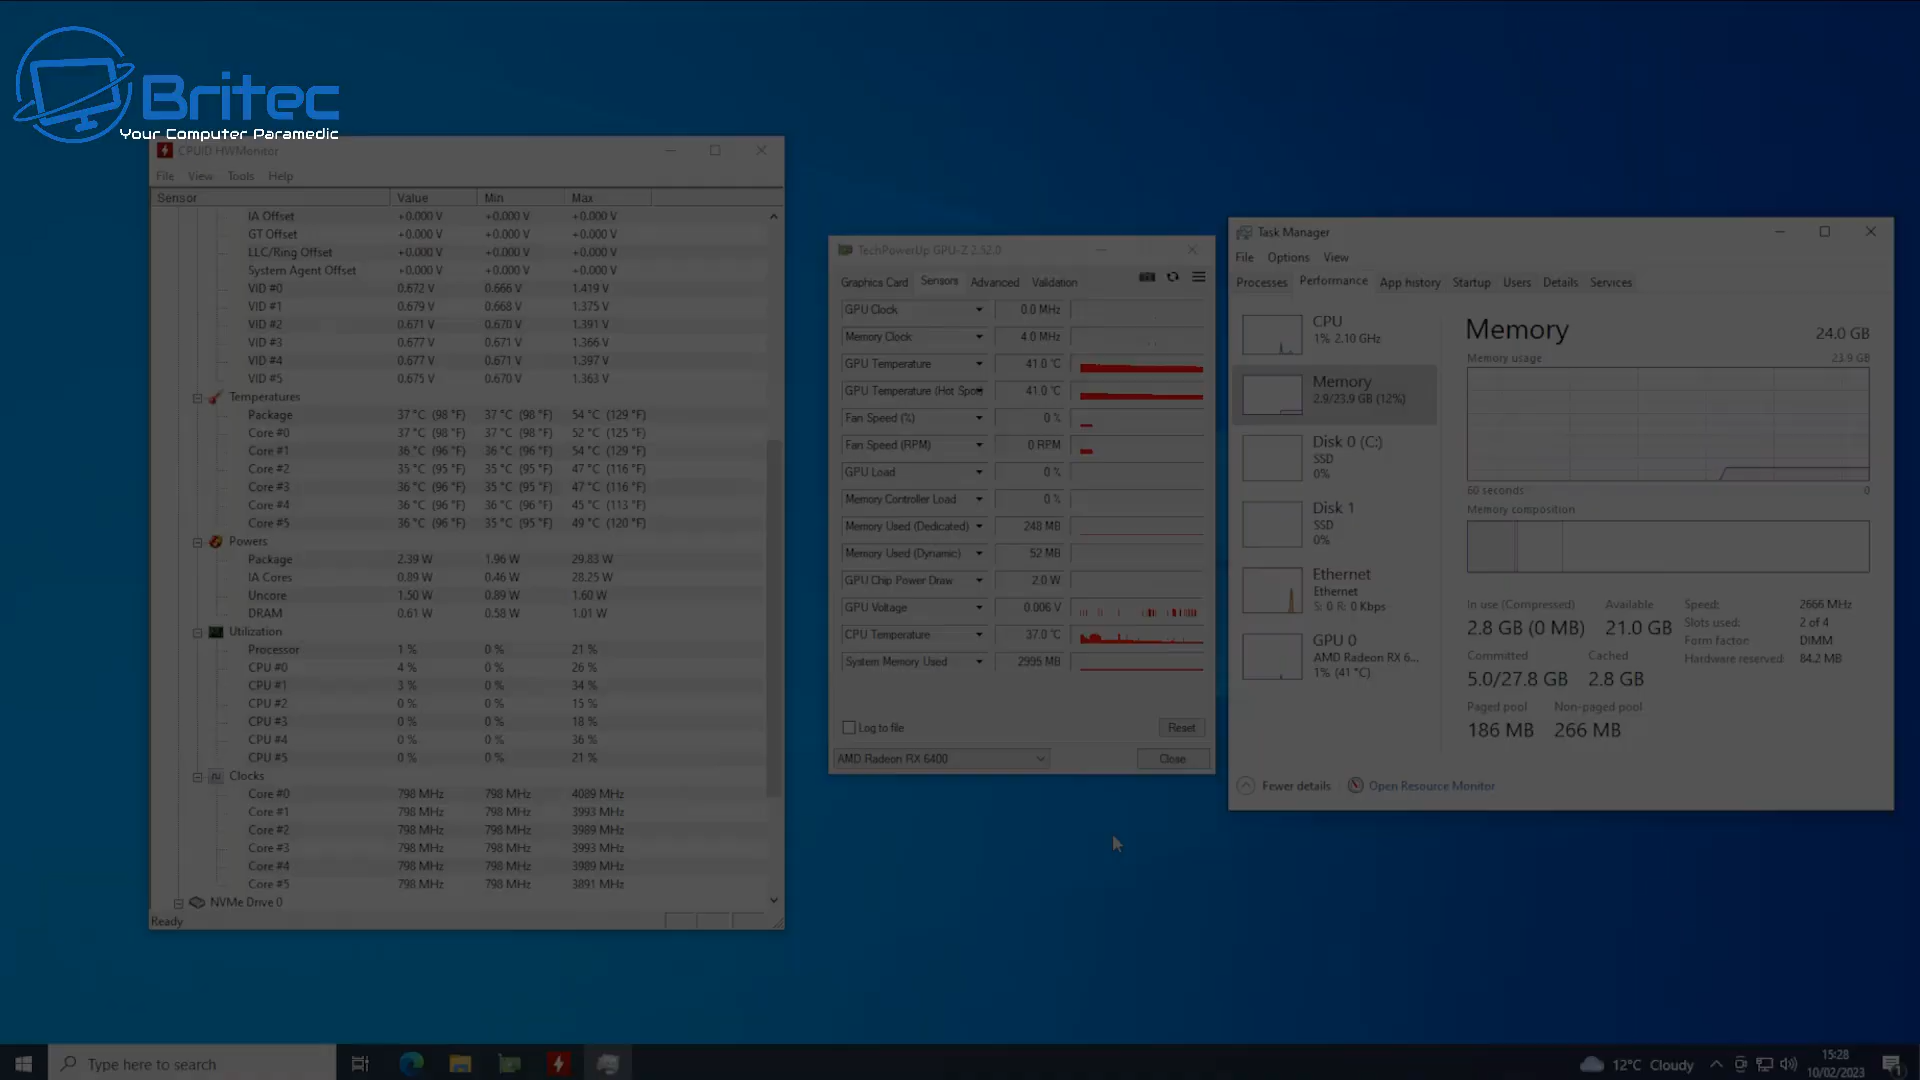 Britec
Your Computer Paramedic
CPUID HWMonitor
File View Tools Help
Sensor Value Min Max
IA Offset +0.000 V +0.000 V +0.000 V
GT Offset +0.000 V +0.000 V +0.000 V
LLC/Ring Offset +0.000 V +0.000 V +0.000 V
System Agent Offset +0.000 V +0.000 V +0.000 V
VID #0 0.672 V 0.666 V 1.419 V
VID #1 0.679 V 0.668 V 1.375 V
VID #2 0.671 V 0.670 V 1.391 V
VID #3 0.677 V 0.671 V 1.366 V
VID #4 0.677 V 0.671 V 1.397 V
VID #5 0.675 V 0.670 V 1.363 V
Temperatures
Package 37 °C (98 °F) 37 °C (98 °F) 54 °C (129 °F)
Core #0 37 °C (98 °F) 37 °C (98 °F) 52 °C (125 °F)
Core #1 36 °C (96 °F) 36 °C (96 °F) 54 °C (129 °F)
Core #2 35 °C (95 °F) 35 °C (95 °F) 47 °C (116 °F)
Core #3 36 °C (96 °F) 35 °C (95 °F) 47 °C (116 °F)
Core #4 36 °C (96 °F) 36 °C (96 °F) 45 °C (113 °F)
Core #5 36 °C (96 °F) 35 °C (95 °F) 49 °C (120 °F)
Powers
Package 2.39 W 1.96 W 29.83 W
IA Cores 0.89 W 0.46 W 28.25 W
Uncore 1.50 W 0.89 W 1.60 W
DRAM 0.61 W 0.58 W 1.01 W
Utilization
Processor 1 % 0 % 21 %
CPU #0 4 % 0 % 26 %
CPU #1 3 % 0 % 34 %
CPU #2 0 % 0 % 15 %
CPU #3 0 % 0 % 18 %
CPU #4 0 % 0 % 36 %
CPU #5 0 % 0 % 21 %
Clocks
Core #0 798 MHz 798 MHz 4089 MHz
Core #1 798 MHz 798 MHz 3993 MHz
Core #2 798 MHz 798 MHz 3989 MHz
Core #3 798 MHz 798 MHz 3993 MHz
Core #4 798 MHz 798 MHz 3989 MHz
Core #5 798 MHz 798 MHz 3891 MHz
NVMe Drive 0
Ready
TechPowerUp GPU-Z 2.52.0
Graphics Card Sensors Advanced Validation
GPU Clock 0.0 MHz
Memory Clock 4.0 MHz
GPU Temperature 41.0 °C
GPU Temperature (Hot Spot) 41.0 °C
Fan Speed (%) 0 %
Fan Speed (RPM) 0 RPM
GPU Load 0 %
Memory Controller Load 0 %
Memory Used (Dedicated) 248 MB
Memory Used (Dynamic) 52 MB
GPU Chip Power Draw 2.0 W
GPU Voltage 0.006 V
CPU Temperature 37.0 °C
System Memory Used 2995 MB
Log to file Reset
AMD Radeon RX 6400 Close
Task Manager
File Options View
Processes Performance App history Startup Users Details Services
CPU
1% 2.10 GHz
Memory
2.9/23.9 GB (12%)
Disk 0 (C:)
SSD
0%
Disk 1
SSD
0%
Ethernet
Ethernet
S: 0 R: 0 Kbps
GPU 0
AMD Radeon RX 6...
1% (41 °C)
Memory 24.0 GB
Memory usage 23.9 GB
60 seconds 0
Memory composition
In use (Compressed) Available
2.8 GB (0 MB) 21.0 GB
Committed Cached
5.0/27.8 GB 2.8 GB
Paged pool Non-paged pool
186 MB 266 MB
Speed: 2666 MHz
Slots used: 2 of 4
Form factor: DIMM
Hardware reserved: 84.2 MB
Fewer details Open Resource Monitor
Type here to search
12°C Cloudy
15:28
10/02/2023
1